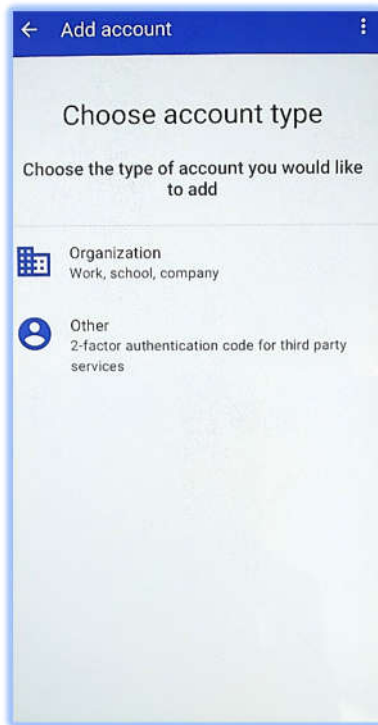 Add account
Choose account type
Choose the type of account you would like
to add
Organization
Work, school, company
Other
2-factor authentication code for third party
services